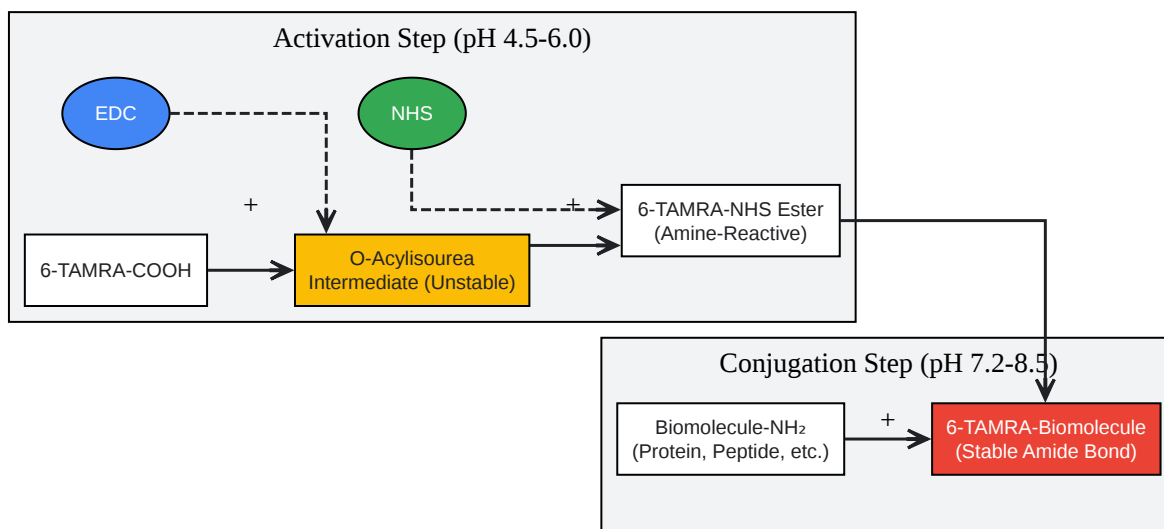 Activation Step (pH 4.5-6.0)
EDC
NHS
+
+
6-TAMRA-NHS Ester
(Amine-Reactive)
6-TAMRA-COOH
O-Acylisourea
Intermediate (Unstable)
Conjugation Step (pH 7.2-8.5)
Biomolecule-NH₂
(Protein, Peptide, etc.)
+
6-TAMRA-Biomolecule
(Stable Amide Bond)